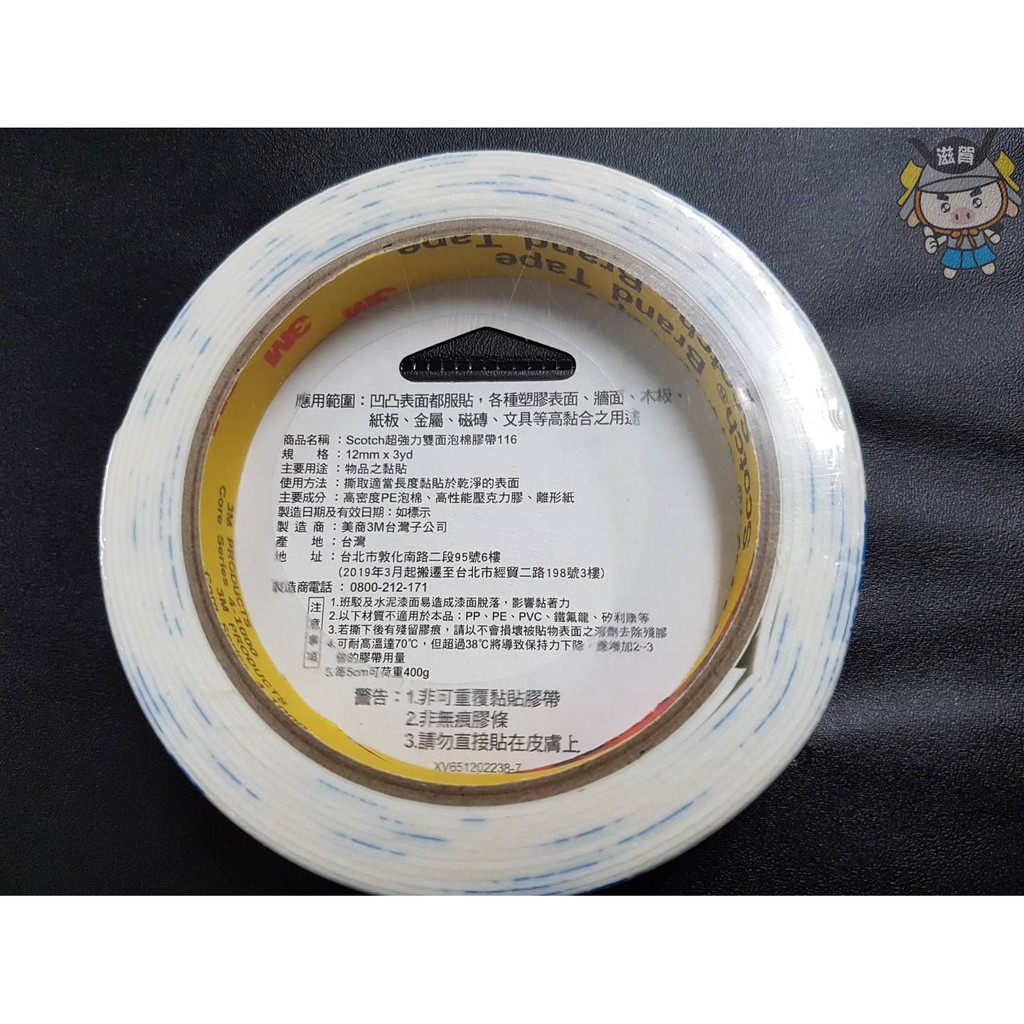 滋賀
Brand Tape
and Tape
3M
3M
應用範圍：凹凸表面都服貼，各種塑膠表面、牆面、木板、
紙板、金屬、磁磚、文具等高黏合之用途
商品名稱：Scotch超強力雙面泡棉膠帶116
規　　格：12mm x 3yd
主要用途：物品之黏貼
使用方法：撕取適當長度黏貼於乾淨的表面
主要成分：高密度PE泡棉、高性能壓克力膠、離形紙
製造日期及有效日期：如標示
製 造 商：美商3M台灣子公司
產　　地：台灣
地　　址：台北市敦化南路二段95號6樓
(2019年3月起搬遷至台北市經貿二路198號3樓)
製造商電話：0800-212-171
注意事項
1.班駁及水泥漆面易造成漆面脫落，影響黏著力
2.以下材質不適用於本品：PP、PE、PVC、鐵氟龍、矽利康等
3.若撕下後有殘留膠痕，請以不會損壞被貼物表面之溶劑去除殘膠
4.可耐高溫達70℃，但超過38℃將導致保持力下降，應增加2~3
倍的膠帶用量
5.每5cm可荷重400g
警告：1.非可重覆黏貼膠帶
2.非無痕膠條
3.請勿直接貼在皮膚上
XV651202238-7
3M PRODUCTS
Core Series